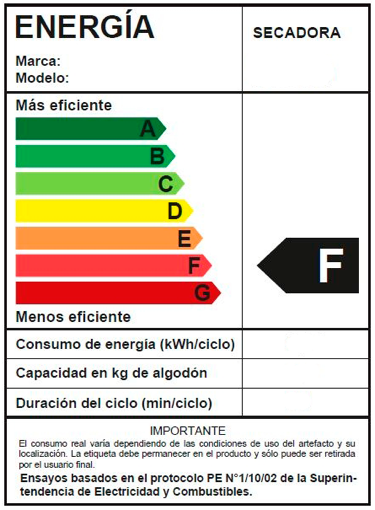 ENERGÍA
SECADORA
Marca:
Modelo:
Más eficiente
A
B
C
D
E
F
G
F
Menos eficiente
Consumo de energía (kWh/ciclo)
Capacidad en kg de algodón
Duración del ciclo (min/ciclo)
IMPORTANTE
El consumo real varía dependiendo de las condiciones de uso del artefacto y su
localización. La etiqueta debe permanecer en el producto y sólo puede ser retirada
por el usuario final.
Ensayos basados en el protocolo PE N°1/10/02 de la Superin-
tendencia de Electricidad y Combustibles.